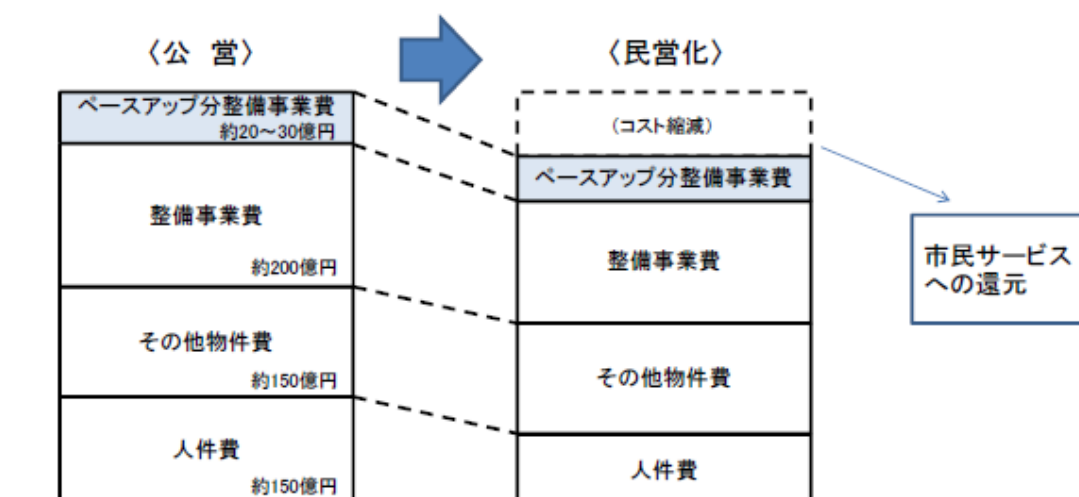 〈公 営〉
〈民営化〉
ベースアップ分整備事業費
約20～30億円
整備事業費
約200億円
その他物件費
約150億円
人件費
約150億円
(コスト縮減)
ベースアップ分整備事業費
整備事業費
その他物件費
人件費
市民サービス
への還元